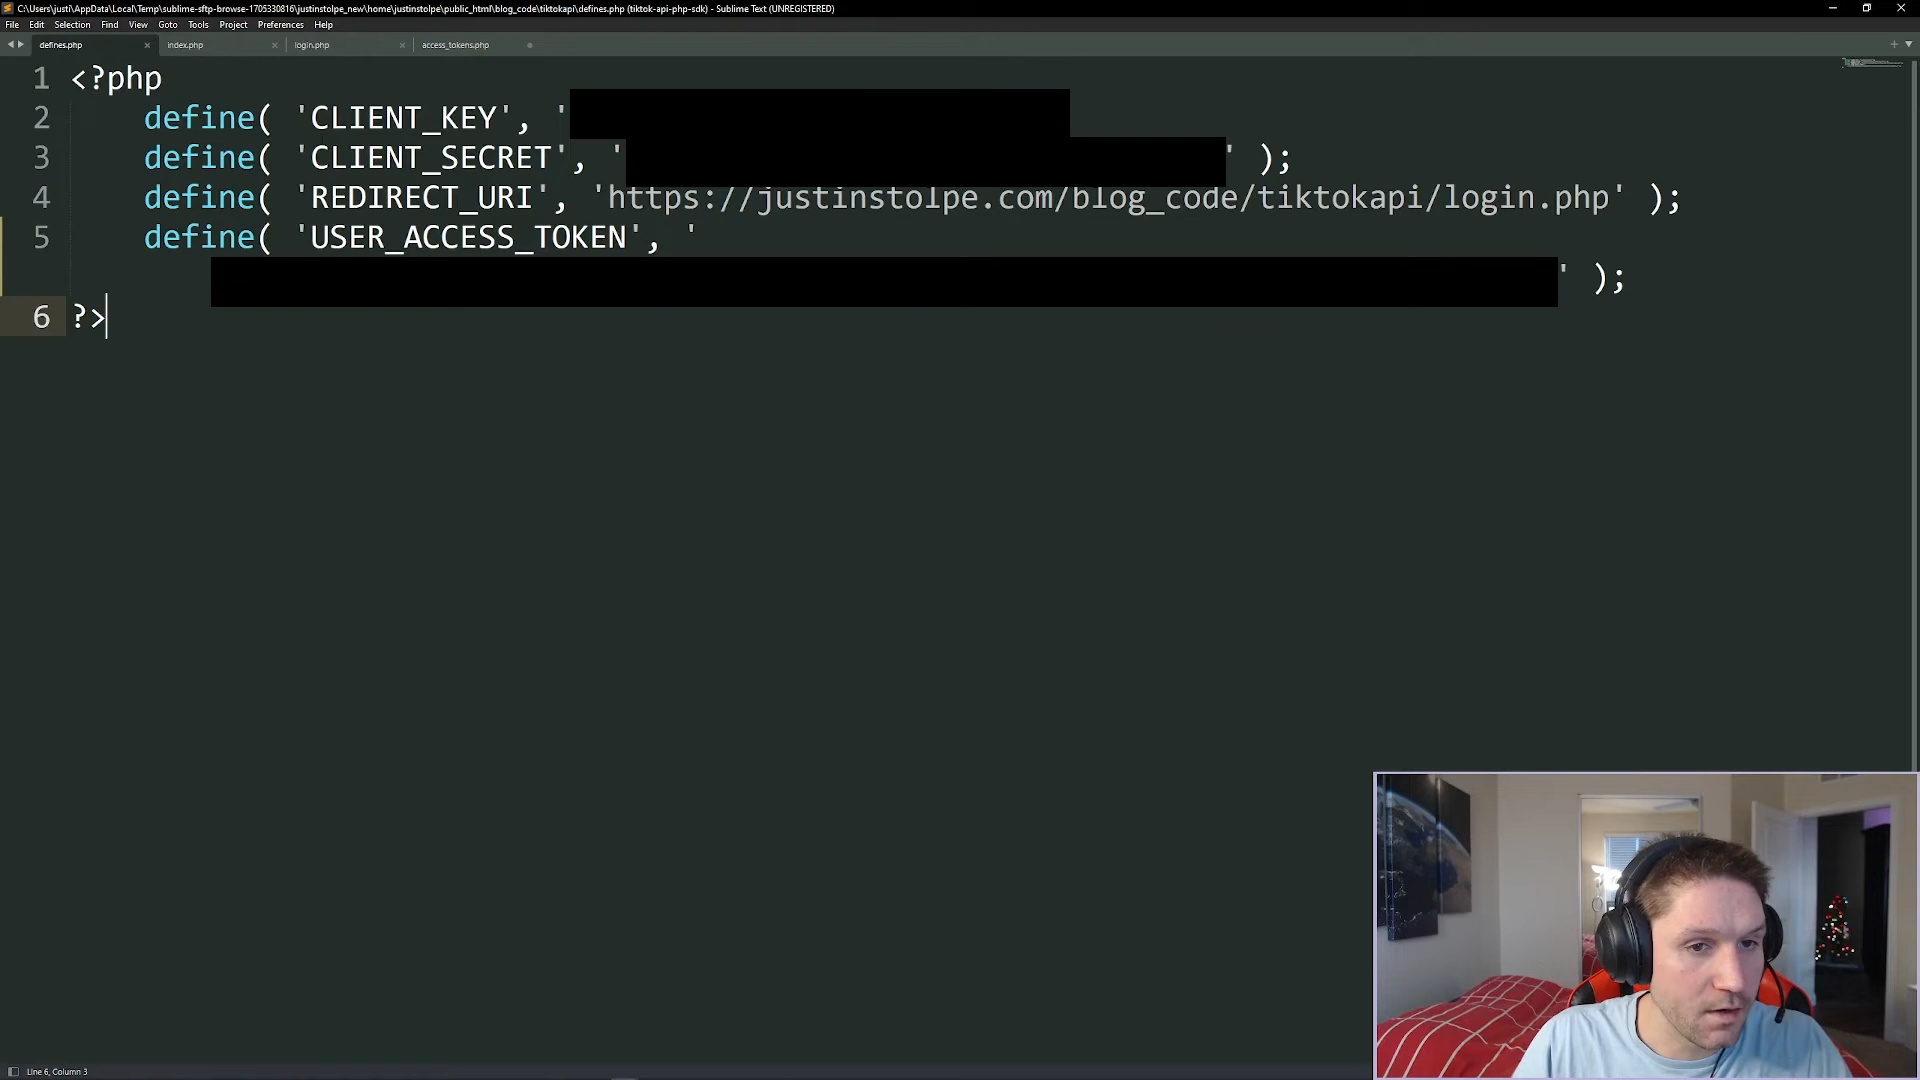 C:\Users\justi\AppData\Local\Temp\sublime-sftp-browse-1705330816\justinstolpe_new\home\justinstolpe\public_html\blog_code\tiktokapi\defines.php (tiktok-api-php-sdk) - Sublime Text (UNREGISTERED)
File Edit Selection Find View Goto Tools Project Preferences Help
defines.php index.php login.php access_tokens.php
1 <?php
2 define( 'CLIENT_KEY', '
3 define( 'CLIENT_SECRET', ' ' );
4 define( 'REDIRECT_URI', 'https://justinstolpe.com/blog_code/tiktokapi/login.php' );
5 define( 'USER_ACCESS_TOKEN', '
' );
6 ?>
Line 6, Column 3